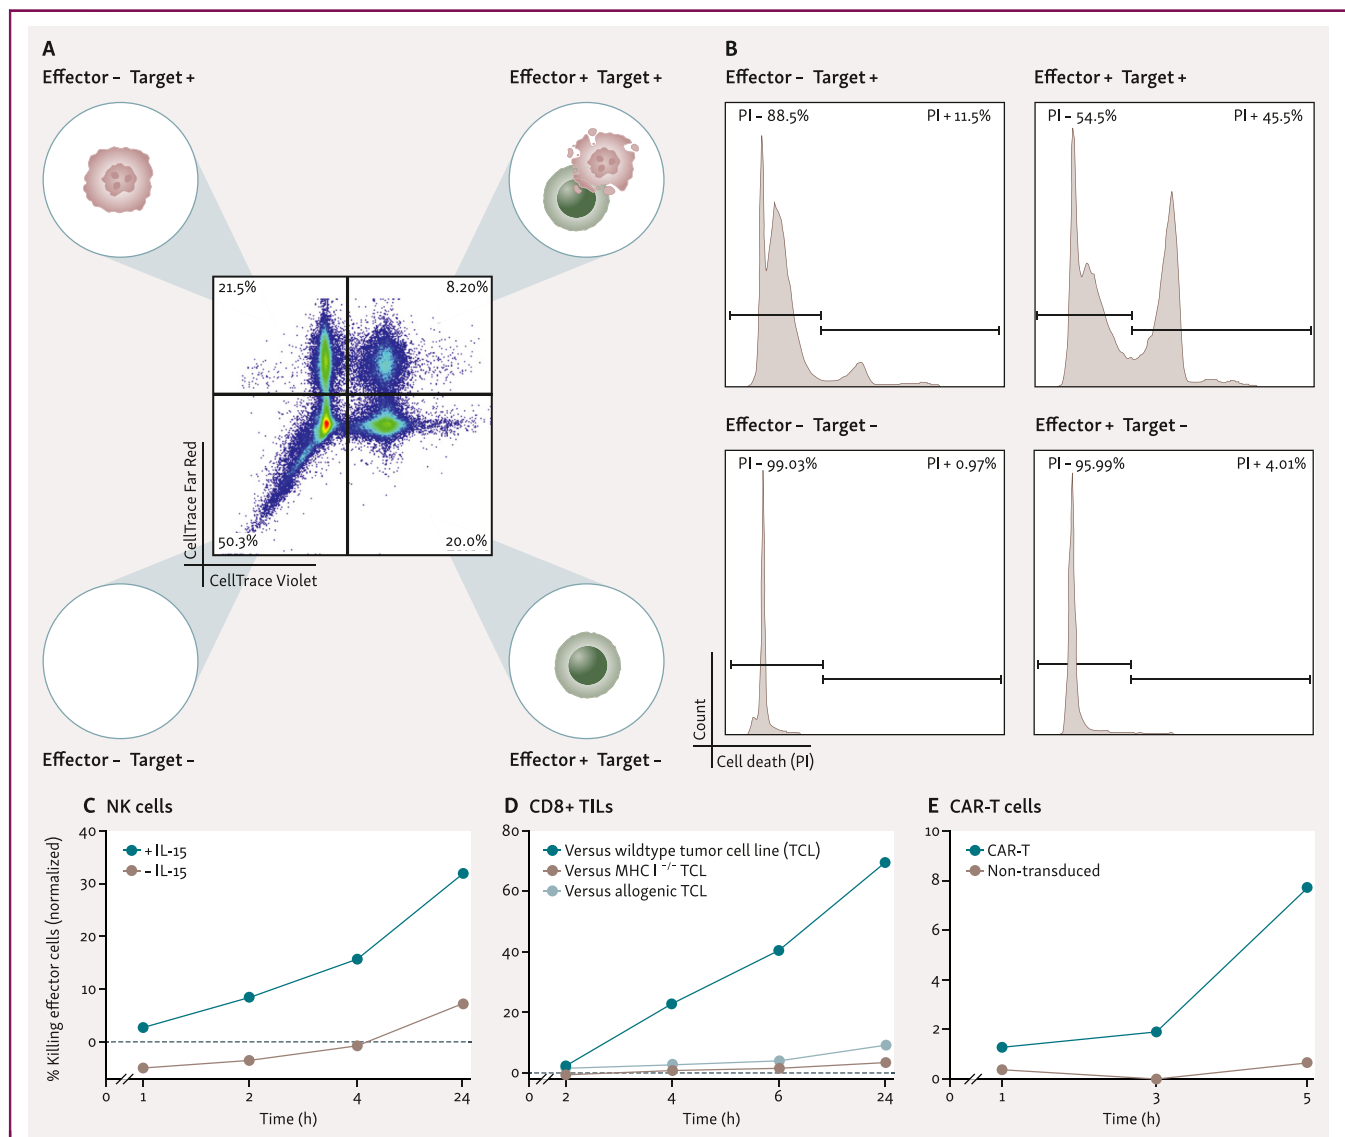 A
Effector – Target +
Effector + Target +
21.5%
8.20%
50.3%
20.0%
CellTrace Far Red
CellTrace Violet
Effector – Target –
Effector + Target –
B
Effector – Target +
PI – 88.5%
PI + 11.5%
Effector + Target +
PI – 54.5%
PI + 45.5%
Effector – Target –
PI – 99.03%
PI + 0.97%
Effector + Target –
PI – 95.99%
PI + 4.01%
Count
Cell death (PI)
C NK cells
% Killing effector cells (normalized)
40
30
20
10
0
+ IL-15
– IL-15
0 1 2 4 24
Time (h)
D CD8+ TILs
80
60
40
20
0
Versus wildtype tumor cell line (TCL)
Versus MHC I -/- TCL
Versus allogenic TCL
0 2 4 6 24
Time (h)
E CAR-T cells
10
8
6
4
2
0
CAR-T
Non-transduced
0 1 3 5
Time (h)